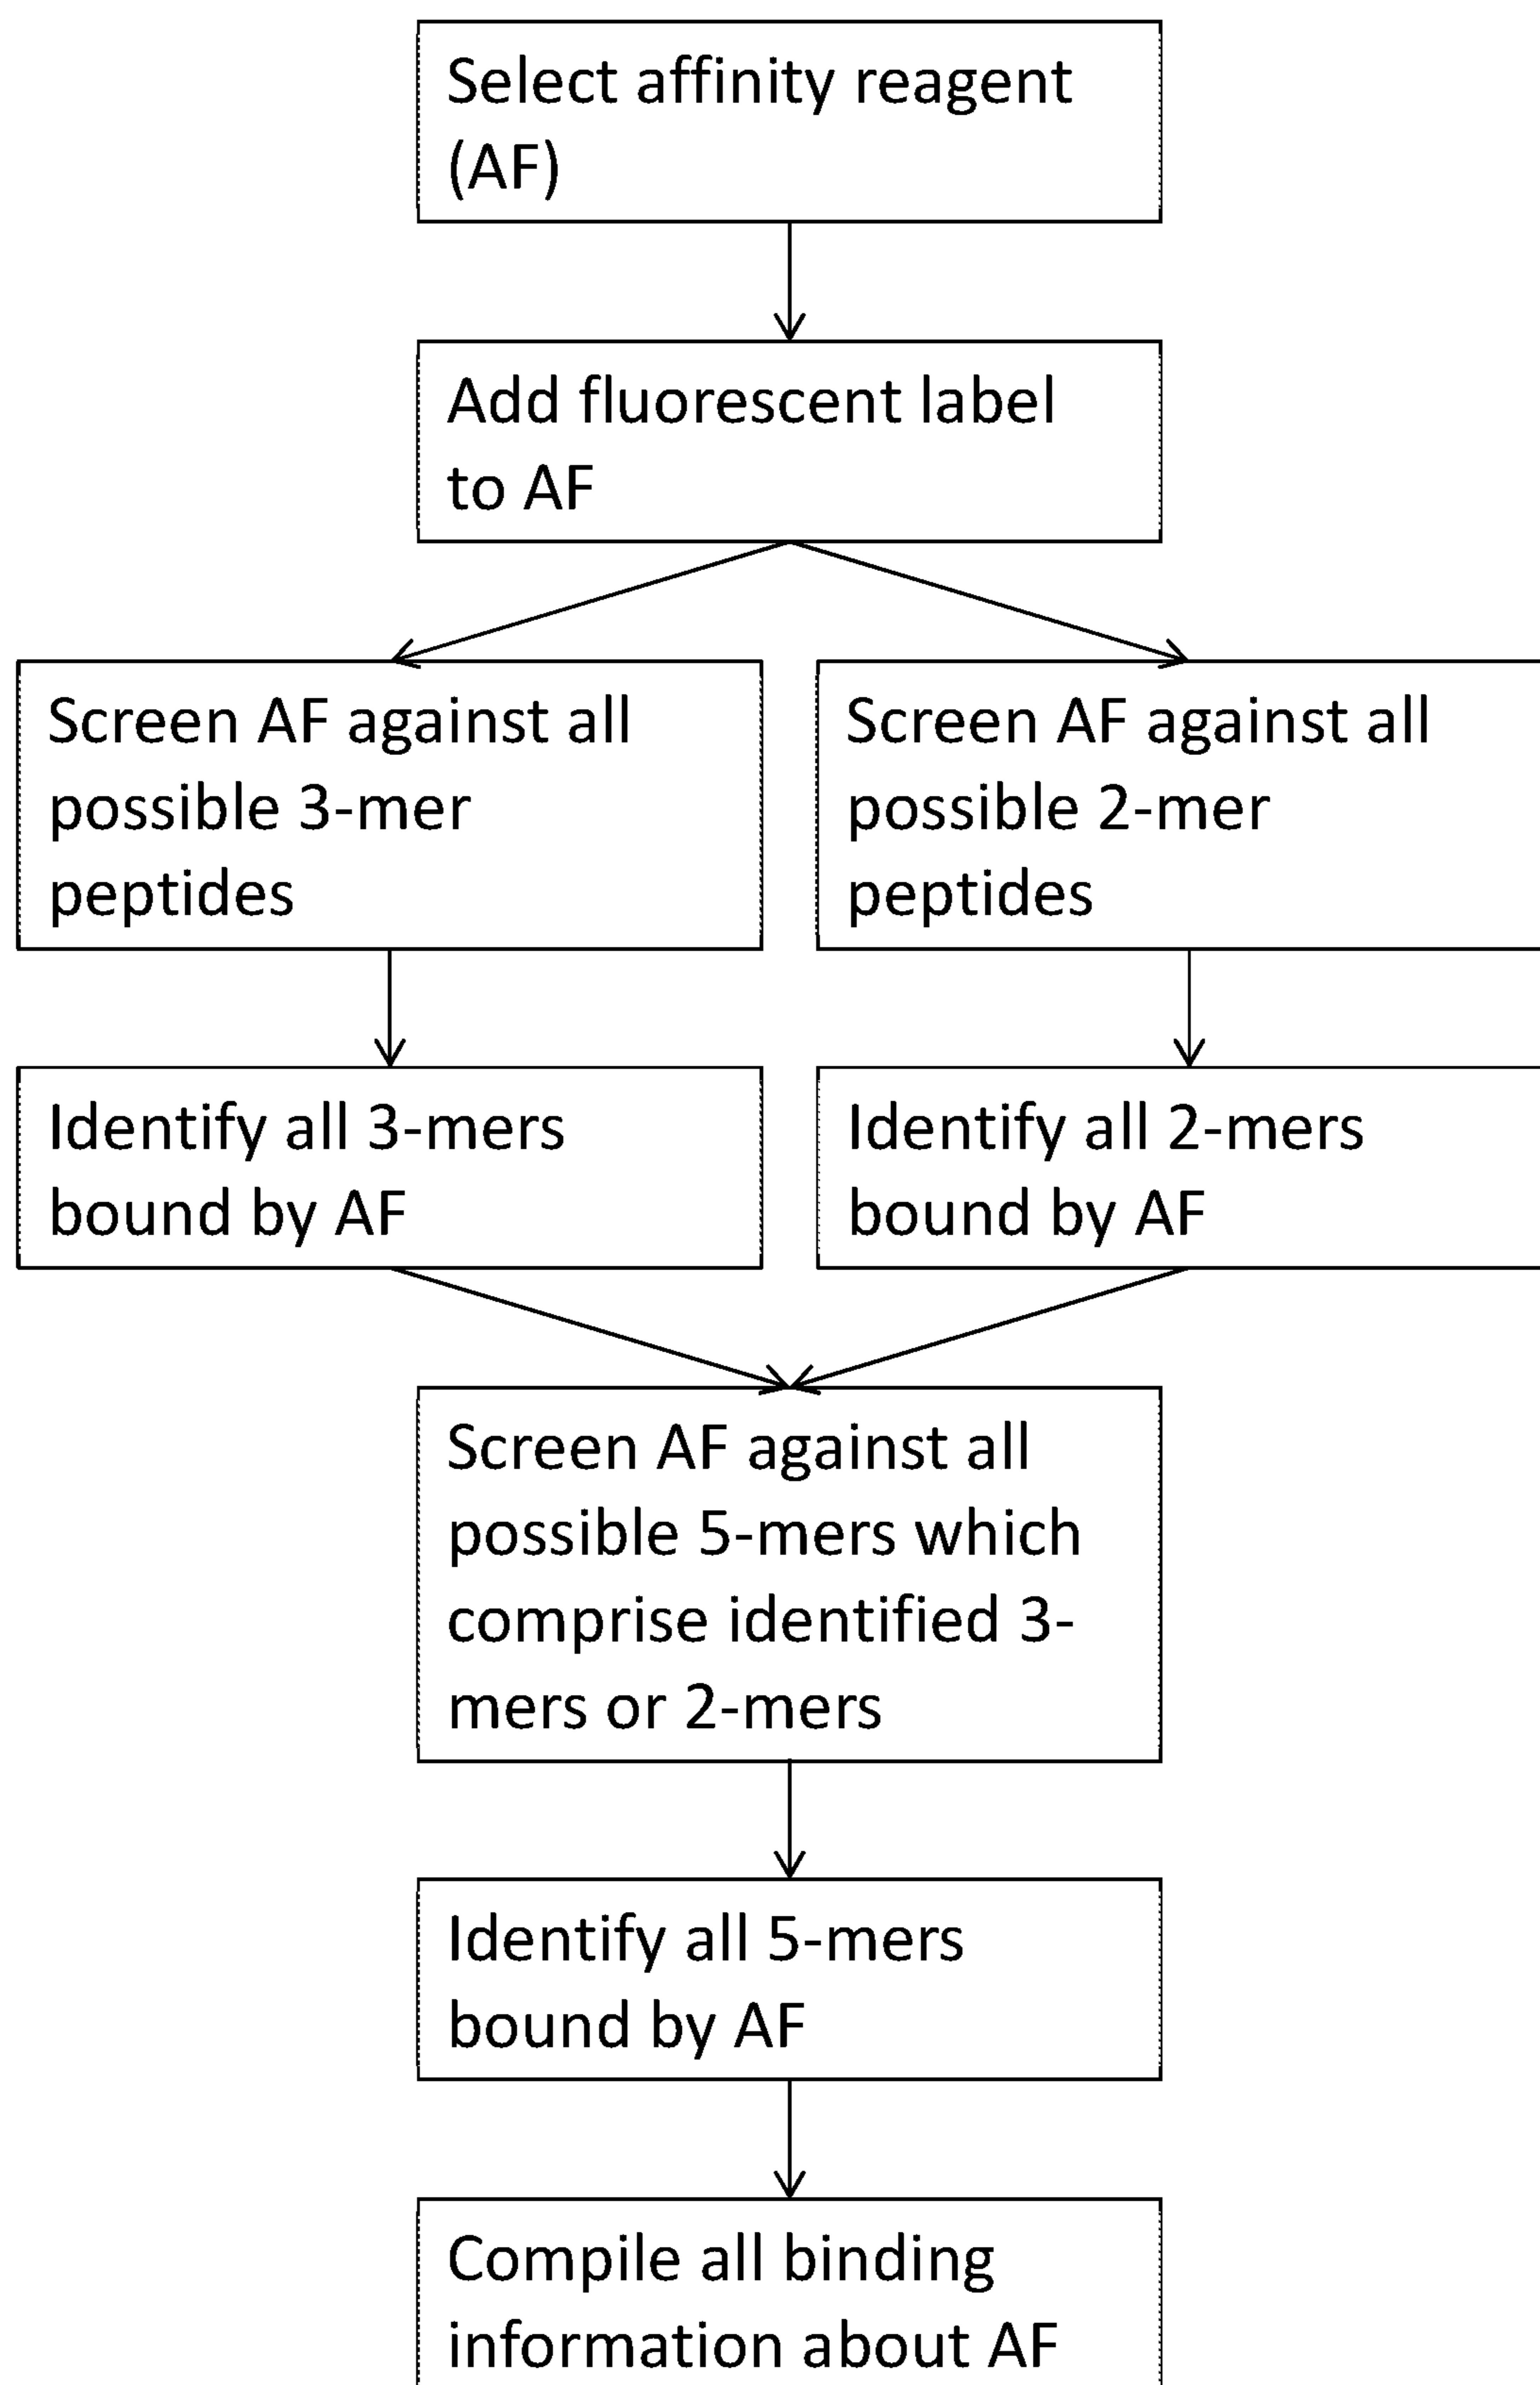 Select affinity reagent
(AF)
Add fluorescent label
to AF
Screen AF against all
possible 3-mer
peptides
Screen AF against all
possible 2-mer
peptides
Identify all 3-mers
bound by AF
Identify all 2-mers
bound by AF
Screen AF against all
possible 5-mers which
comprise identified 3-
mers or 2-mers
Identify all 5-mers
bound by AF
Compile all binding
information about AF